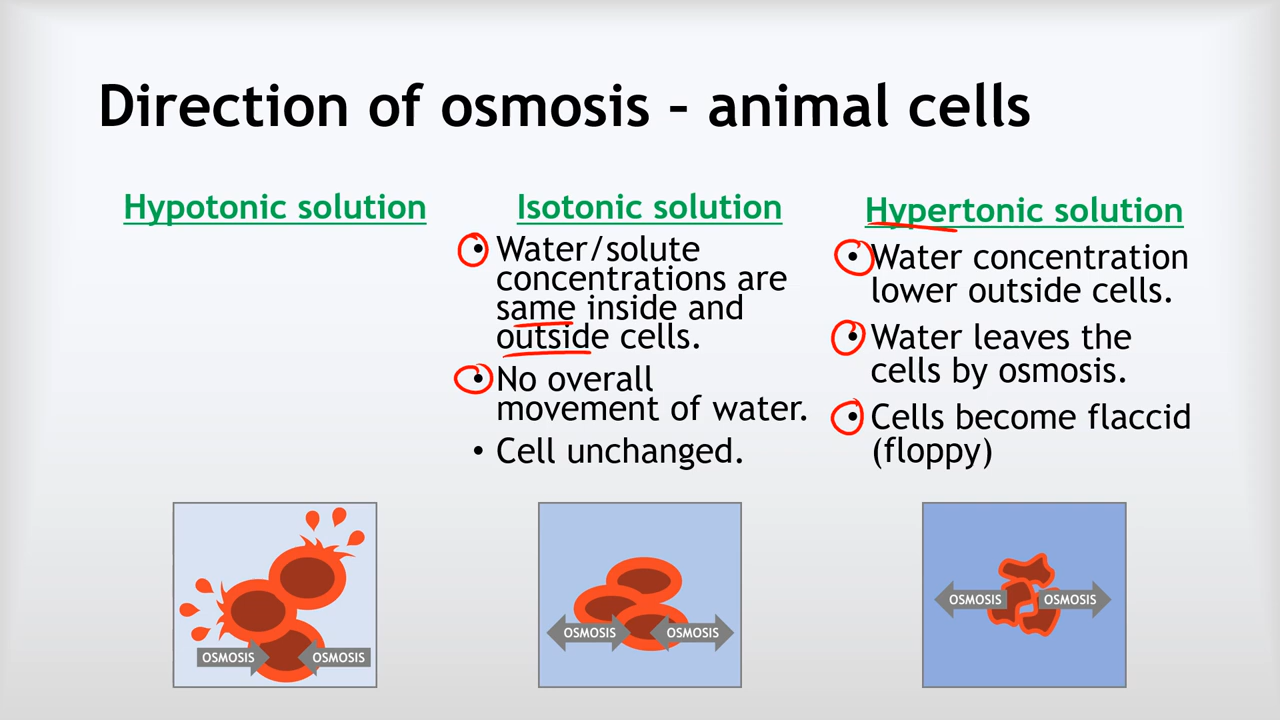 Direction of osmosis – animal cells
Hypotonic solution
Isotonic solution
• Water/solute
concentrations are
same inside and
outside cells.
• No overall
movement of water.
• Cell unchanged.
Hypertonic solution
• Water concentration
lower outside cells.
• Water leaves the
cells by osmosis.
• Cells become flaccid
(floppy)
OSMOSIS OSMOSIS
OSMOSIS OSMOSIS
OSMOSIS OSMOSIS